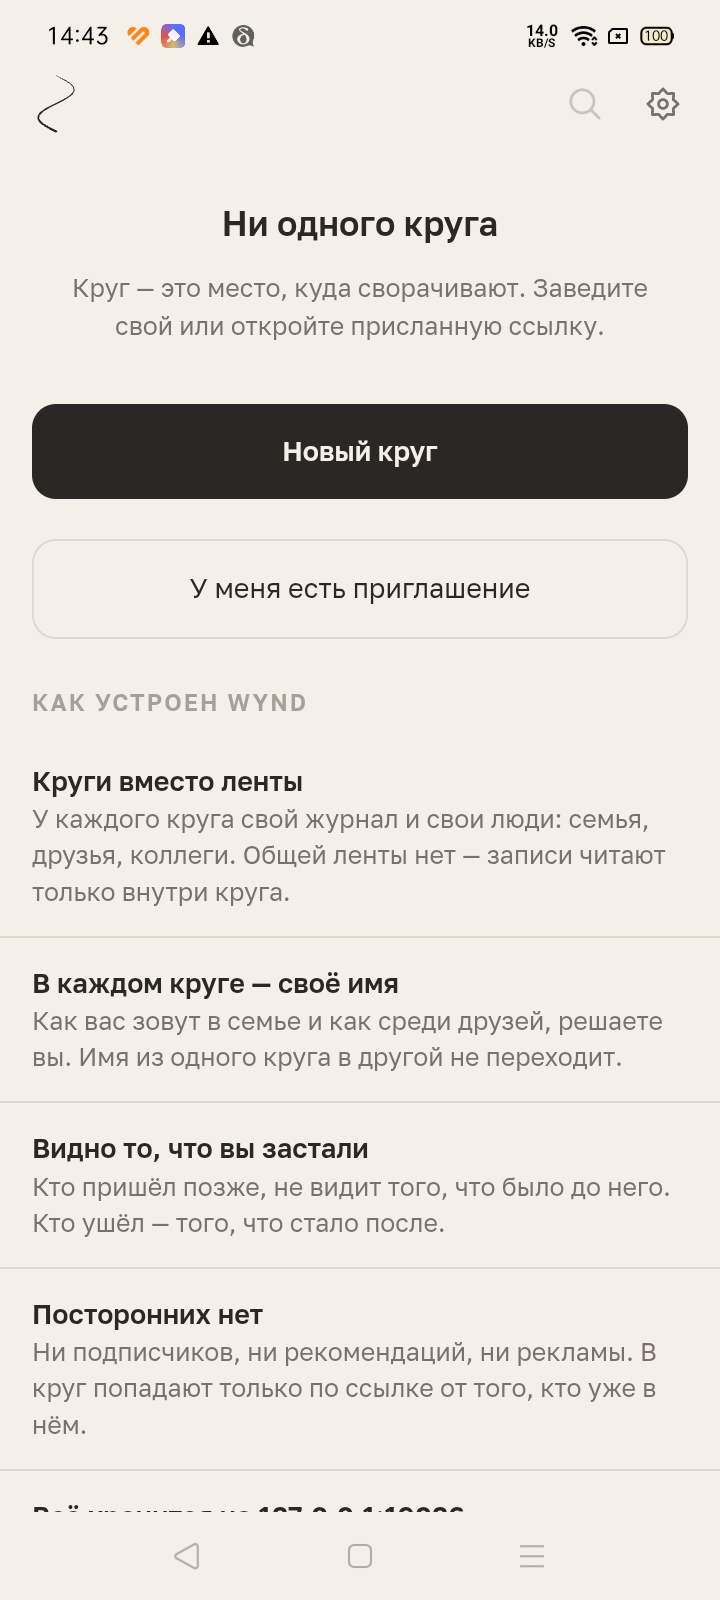 14:43
14.0
KB/S
100
Ни одного круга
Круг — это место, куда сворачивают. Заведите
свой или откройте присланную ссылку.
Новый круг
У меня есть приглашение
КАК УСТРОЕН WYND
Круги вместо ленты
У каждого круга свой журнал и свои люди: семья,
друзья, коллеги. Общей ленты нет — записи читают
только внутри круга.
В каждом круге — своё имя
Как вас зовут в семье и как среди друзей, решаете
вы. Имя из одного круга в другой не переходит.
Видно то, что вы застали
Кто пришёл позже, не видит того, что было до него.
Кто ушёл — того, что стало после.
Посторонних нет
Ни подписчиков, ни рекомендаций, ни рекламы. В
круг попадают только по ссылке от того, кто уже в
нём.
Всё хранится на